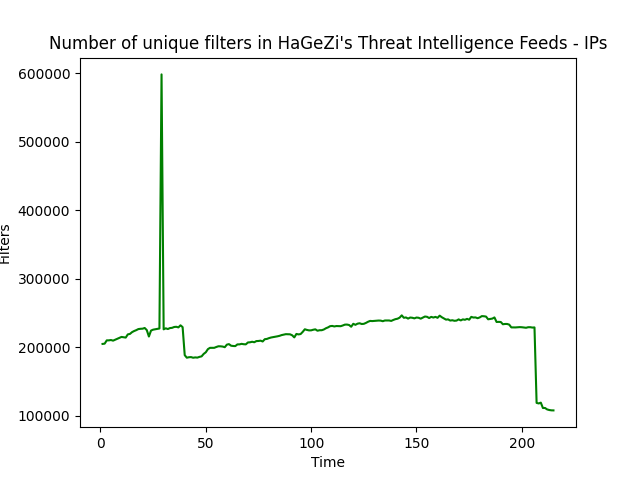 Number of unique filters in HaGeZi's Threat Intelligence Feeds - IPs
600000
500000
400000
300000
200000
100000
Filters
0 50 100 150 200
Time